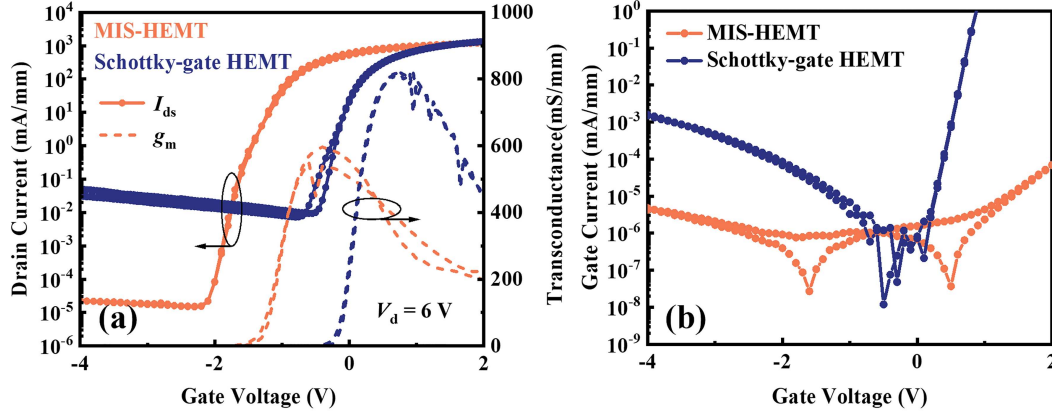 MIS-HEMT
Schottky-gate HEMT
I_ds
g_m
V_d = 6 V
(a)
Drain Current (mA/mm)
10^4
10^3
10^2
10^1
10^0
10^-1
10^-2
10^-3
10^-4
10^-5
10^-6
-4
-2
0
2
Gate Voltage (V)
1000
800
600
400
200
0
Transconductance(mS/mm)
MIS-HEMT
Schottky-gate HEMT
(b)
Gate Current (mA/mm)
10^0
10^-1
10^-2
10^-3
10^-4
10^-5
10^-6
10^-7
10^-8
10^-9
-4
-2
0
2
Gate Voltage (V)